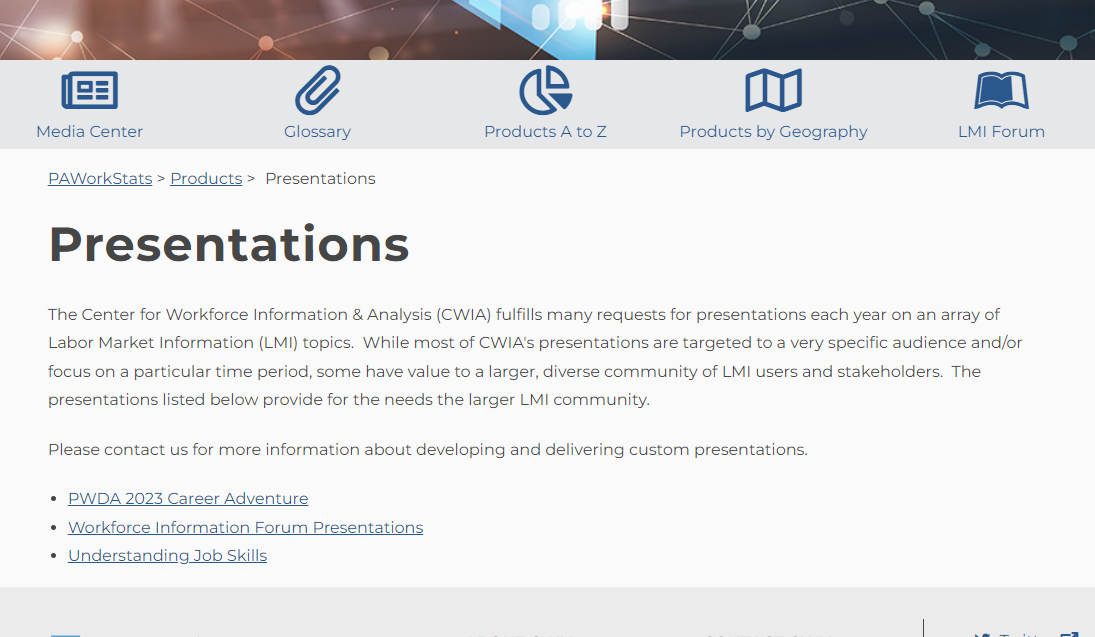 Media Center
Glossary
Products A to Z
Products by Geography
LMI Forum
PAWorkStats > Products > Presentations
Presentations
The Center for Workforce Information & Analysis (CWIA) fulfills many requests for presentations each year on an array of
Labor Market Information (LMI) topics.  While most of CWIA's presentations are targeted to a very specific audience and/or
focus on a particular time period, some have value to a larger, diverse community of LMI users and stakeholders.  The
presentations listed below provide for the needs the larger LMI community.
Please contact us for more information about developing and delivering custom presentations.
• PWDA 2023 Career Adventure
• Workforce Information Forum Presentations
• Understanding Job Skills